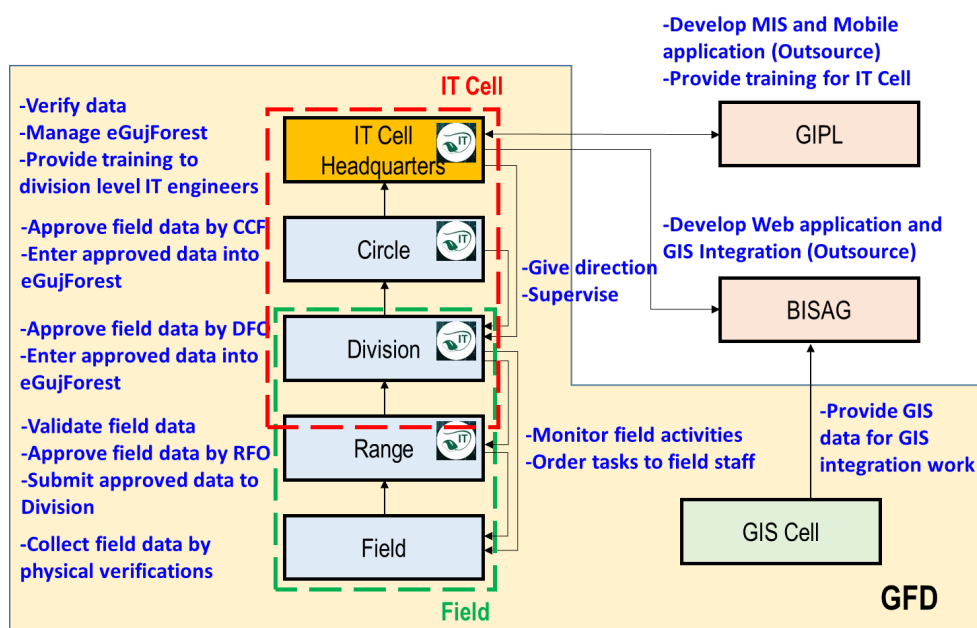 -Develop MIS and Mobile
application (Outsource)
-Provide training for IT Cell
IT Cell
-Verify data
-Manage eGujForest
-Provide training to
division level IT engineers
IT Cell
Headquarters
IT
GIPL
-Approve field data by CCF
-Enter approved data into
eGujForest
Circle
IT
-Give direction
-Supervise
-Develop Web application and
GIS Integration (Outsource)
BISAG
-Approve field data by DFO
-Enter approved data into
eGujForest
Division
IT
-Validate field data
-Approve field data by RFO
-Submit approved data to
Division
Range
IT
-Monitor field activities
-Order tasks to field staff
-Provide GIS
data for GIS
integration work
-Collect field data by
physical verifications
Field
GIS Cell
Field
GFD